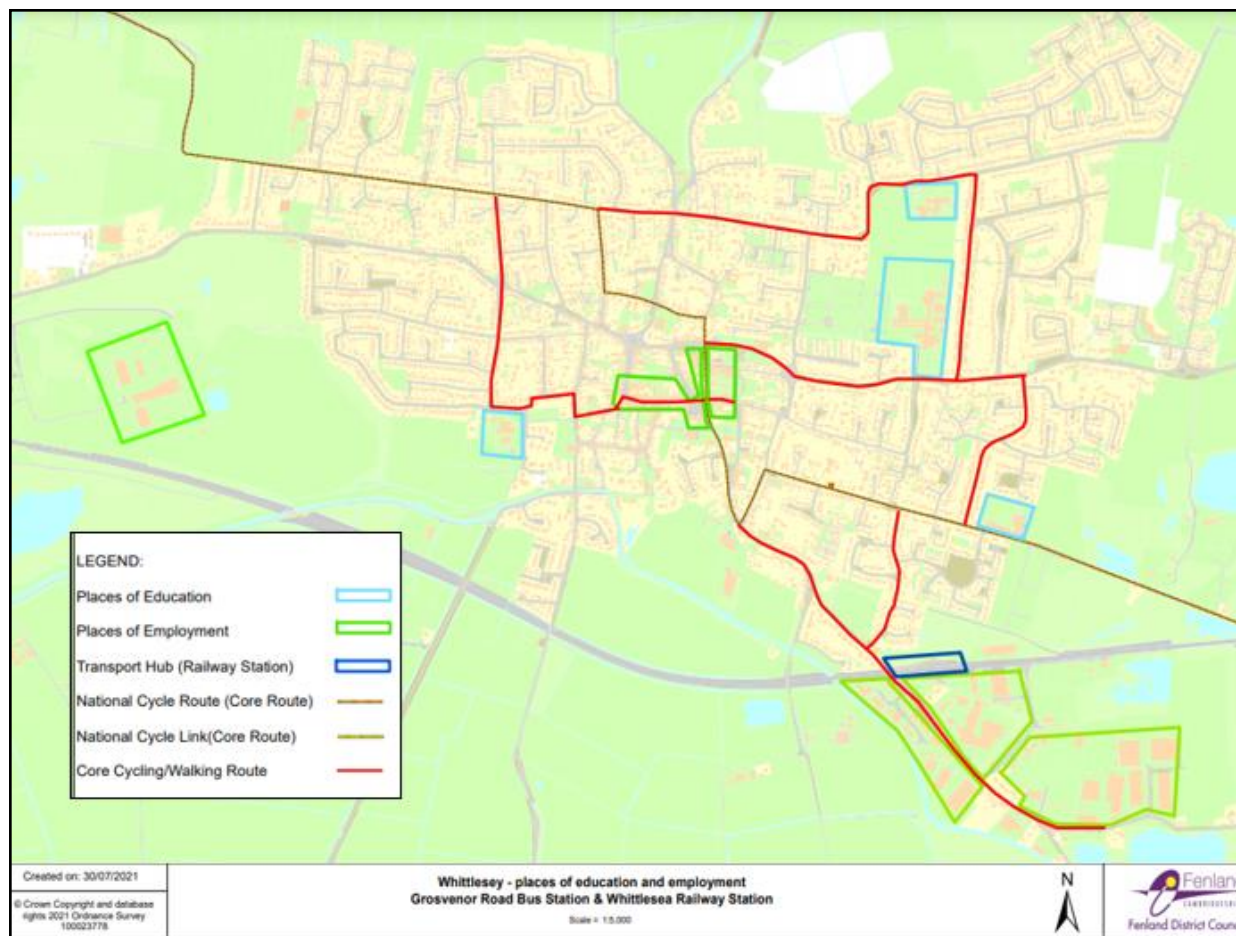 LEGEND:
Places of Education
Places of Employment
Transport Hub (Railway Station)
National Cycle Route (Core Route)
National Cycle Link(Core Route)
Core Cycling/Walking Route
Created on: 30/07/2021
© Crown Copyright and database
rights 2021 Ordnance Survey
100023778
Whittlesey - places of education and employment
Grosvenor Road Bus Station & Whittlesea Railway Station
Scale = 1:5,000
N
Fenlan
CAMBRIDGESHIR
Fenland District Counc